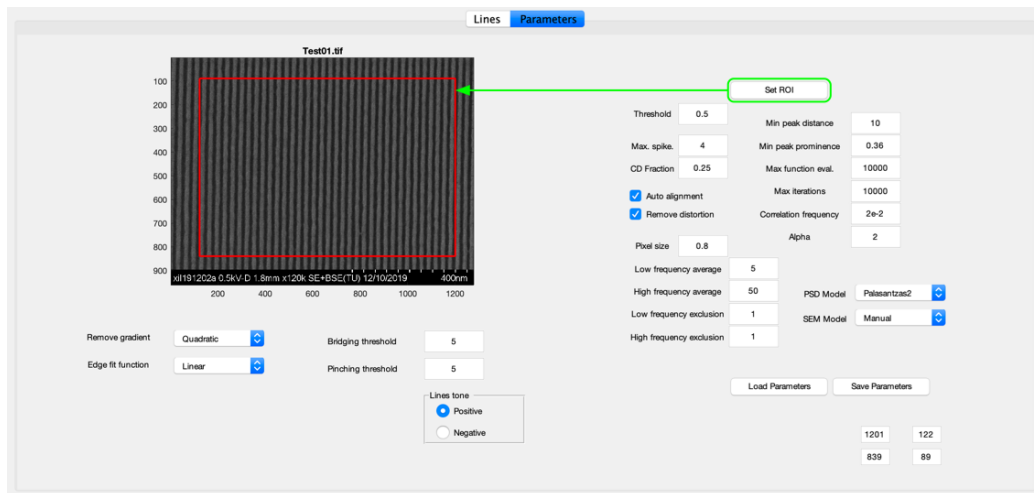 Lines Parameters
Test01.tif
100
200
300
400
500
600
700
800
900
200 400 600 800 1000 1200
xil191202a 0.5kV-D 1.8mm x120k SE+BSE(TU) 12/10/2019 400nm
Set ROI
Threshold 0.5
Min peak distance 10
Max. spike. 4
Min peak prominence 0.36
CD Fraction 0.25
Max function eval. 10000
Auto alignment
Max iterations 10000
Remove distortion
Correlation frequency 2e-2
Alpha 2
Pixel size 0.8
Low frequency average 5
High frequency average 50
PSD Model Palasantzas2
Low frequency exclusion 1
SEM Model Manual
High frequency exclusion 1
Remove gradient Quadratic
Bridging threshold 5
Edge fit function Linear
Pinching threshold 5
Lines tone
Positive
Negative
Load Parameters Save Parameters
1201 122
839 89